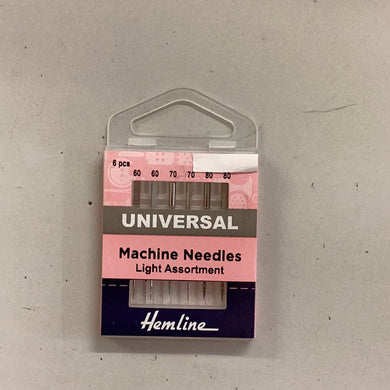 6 pcs
60 60 70 70 80 80
UNIVERSAL
Machine Needles
Light Assortment
Hemline